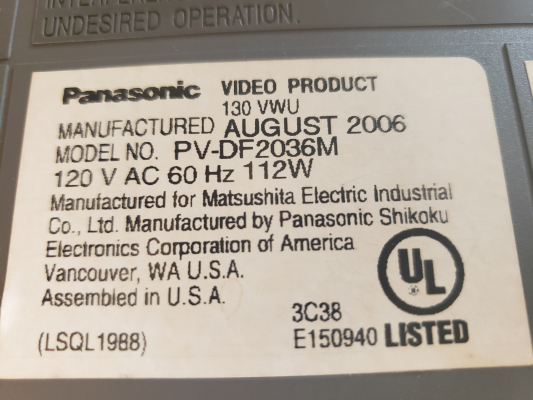 UNDESIRED OPERATION.
Panasonic VIDEO PRODUCT
130 VWU
MANUFACTURED AUGUST 2006
MODEL NO. PV-DF2036M
120 V AC 60 Hz 112W
Manufactured for Matsushita Electric Industrial
Co., Ltd. Manufactured by Panasonic Shikoku
Electronics Corporation of America
Vancouver, WA U.S.A.
Assembled in U.S.A.
UL
3C38
(LSQL1988) E150940 LISTED